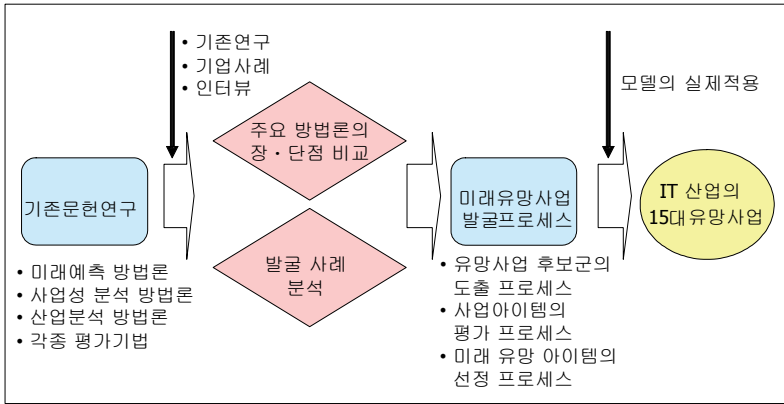 • 기존연구
• 기업사례
• 인터뷰
모델의 실제적용
주요 방법론의
장·단점 비교
기존문헌연구
미래유망사업
발굴프로세스
IT 산업의
15대유망사업
발굴 사례
분석
• 미래예측 방법론
• 사업성 분석 방법론
• 산업분석 방법론
• 각종 평가기법
• 유망사업 후보군의
도출 프로세스
• 사업아이템의
평가 프로세스
• 미래 유망 아이템의
선정 프로세스